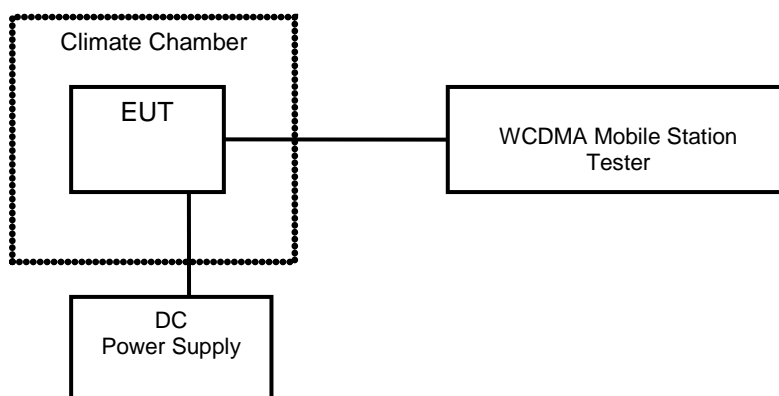 Climate Chamber
EUT
WCDMA Mobile Station
Tester
DC
Power Supply